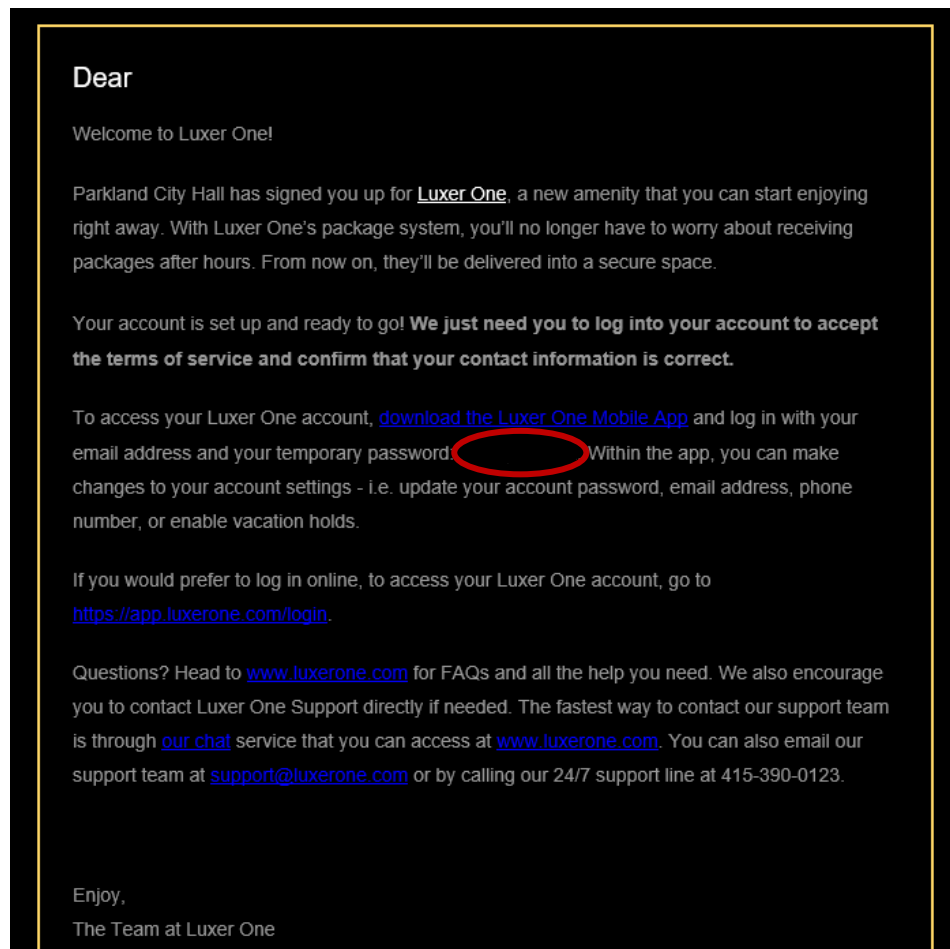 Dear
Welcome to Luxer One!
Parkland City Hall has signed you up for Luxer One, a new amenity that you can start enjoying
right away. With Luxer One's package system, you'll no longer have to worry about receiving
packages after hours. From now on, they'll be delivered into a secure space.
Your account is set up and ready to go! We just need you to log into your account to accept
the terms of service and confirm that your contact information is correct.
To access your Luxer One account, download the Luxer One Mobile App and log in with your
email address and your temporary password: Within the app, you can make
changes to your account settings - i.e. update your account password, email address, phone
number, or enable vacation holds.
If you would prefer to log in online, to access your Luxer One account, go to
https://app.luxerone.com/login.
Questions? Head to www.luxerone.com for FAQs and all the help you need. We also encourage
you to contact Luxer One Support directly if needed. The fastest way to contact our support team
is through our chat service that you can access at www.luxerone.com. You can also email our
support team at support@luxerone.com or by calling our 24/7 support line at 415-390-0123.
Enjoy,
The Team at Luxer One